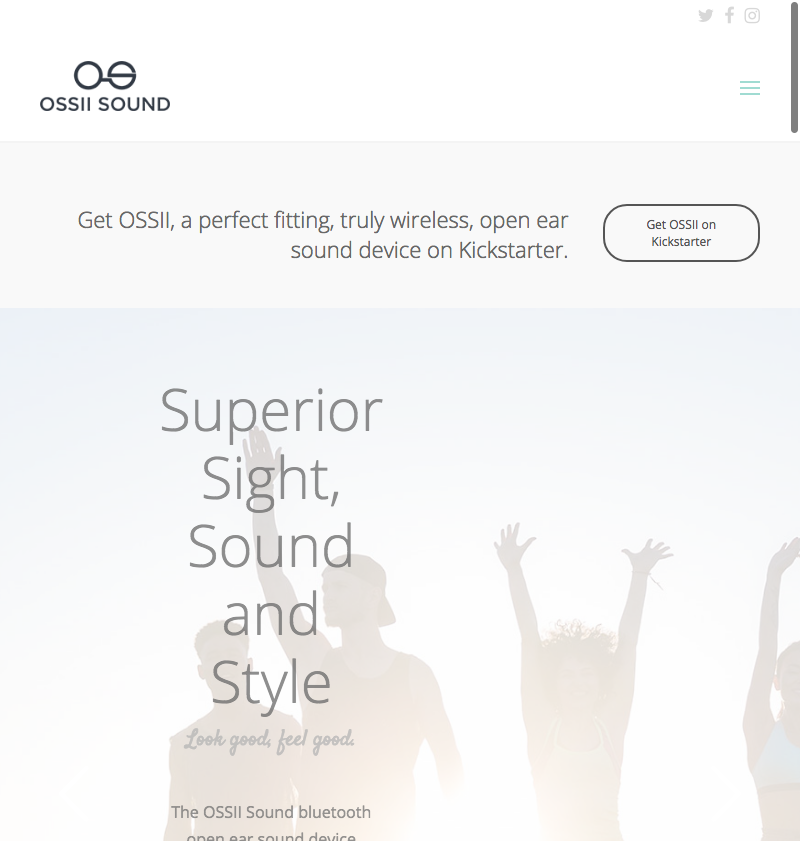 OSSII SOUND
Get OSSII, a perfect fitting, truly wireless, open ear
sound device on Kickstarter.
Get OSSII on
Kickstarter
Superior
Sight,
Sound
and
Style
Look good, feel good.
The OSSII Sound bluetooth
open ear sound device